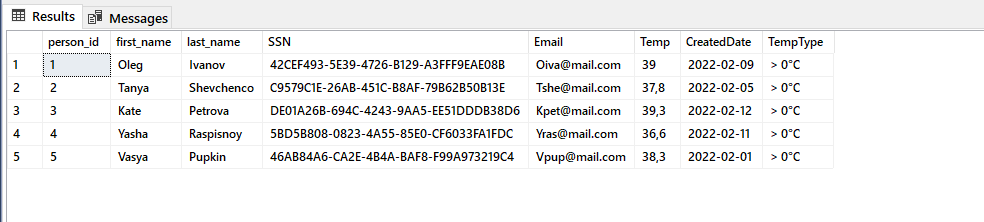 Results Messages
person_id first_name last_name SSN Email Temp CreatedDate TempType
1 1 Oleg Ivanov 42CEF493-5E39-4726-B129-A3FFF9EAE08B Oiva@mail.com 39 2022-02-09 > 0°C
2 2 Tanya Shevchenco C9579C1E-26AB-451C-B8AF-79B62B50B13E Tshe@mail.com 37,8 2022-02-05 > 0°C
3 3 Kate Petrova DE01A26B-694C-4243-9AA5-EE51DDDB38D6 Kpet@mail.com 39,3 2022-02-12 > 0°C
4 4 Yasha Raspisnoy 5BD5B808-0823-4A55-85E0-CF6033FA1FDC Yras@mail.com 36,6 2022-02-11 > 0°C
5 5 Vasya Pupkin 46AB84A6-CA2E-4B4A-BAF8-F99A973219C4 Vpup@mail.com 38,3 2022-02-01 > 0°C